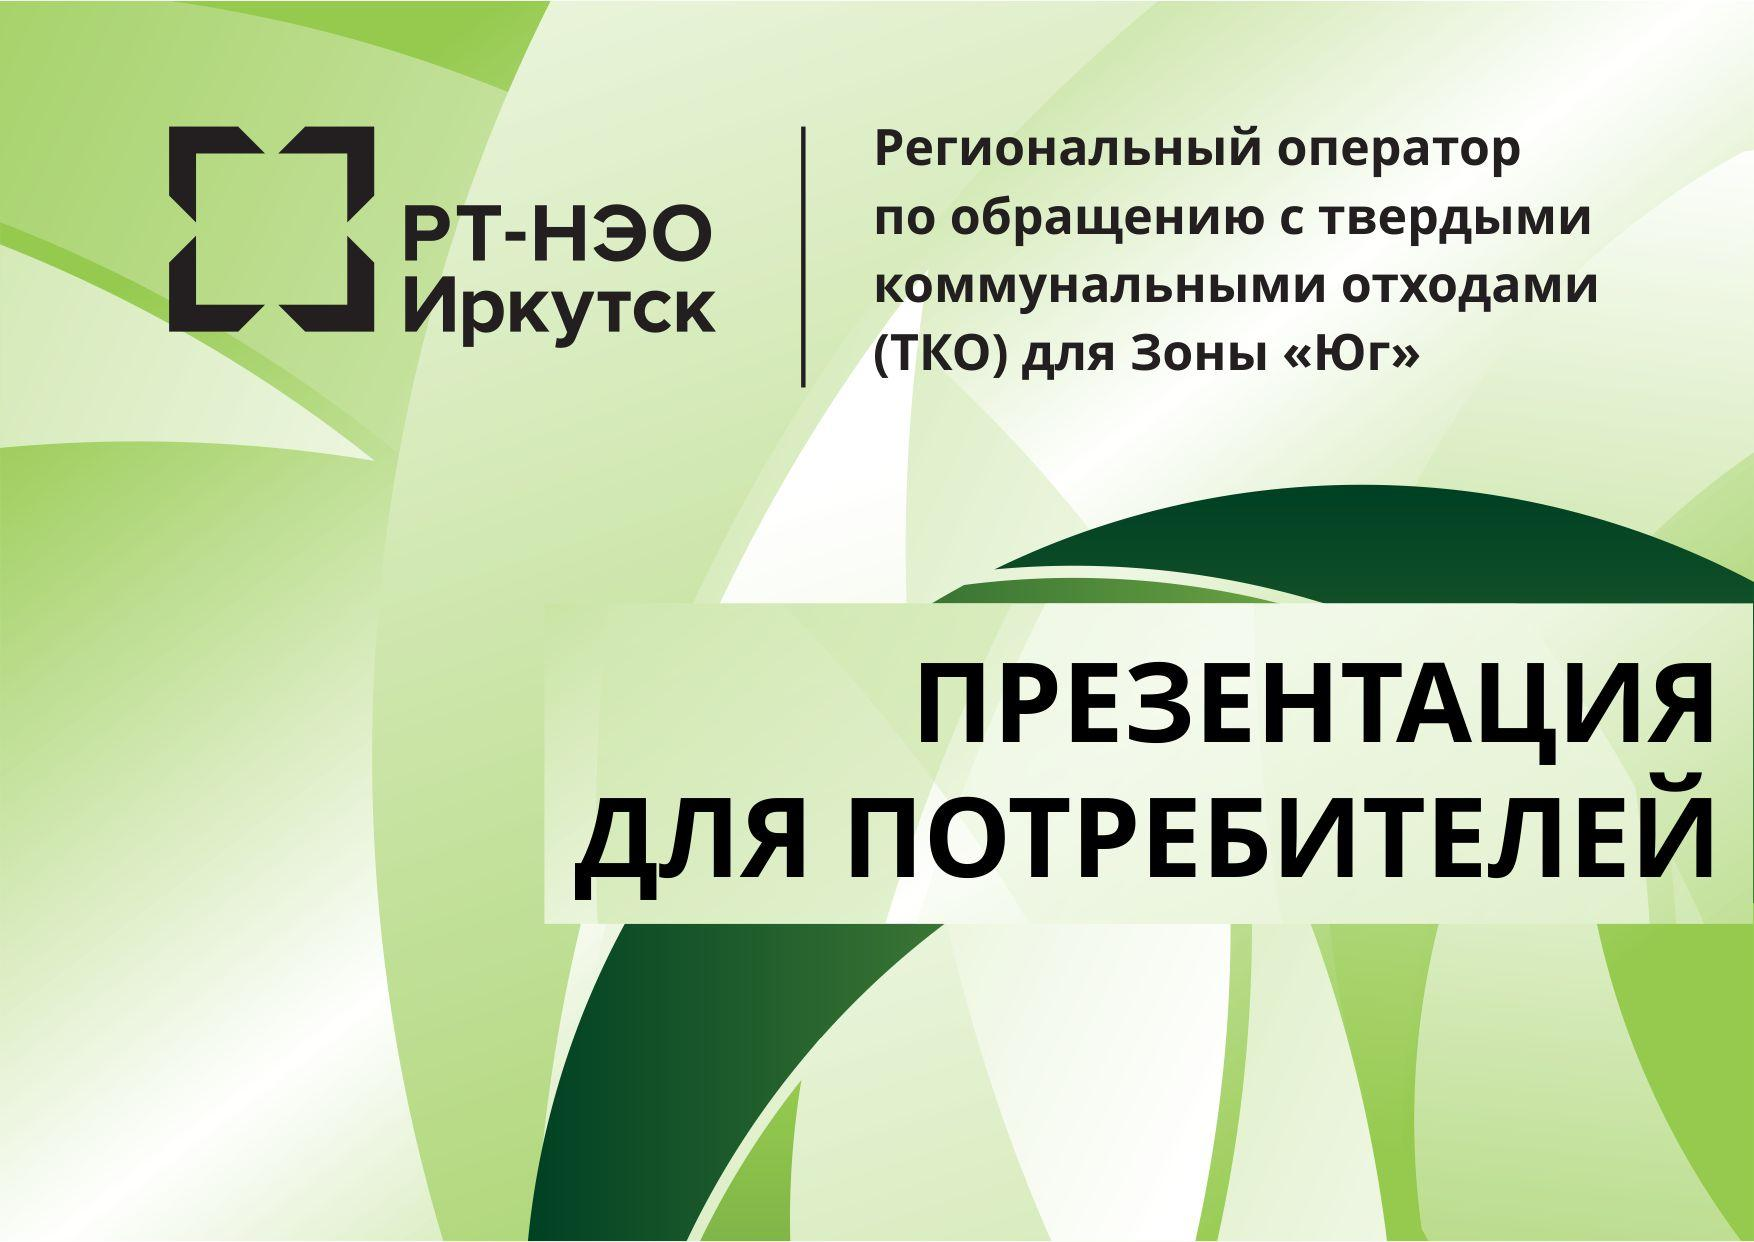 РТ-НЭО
Иркутск
Региональный оператор
по обращению с твердыми
коммунальными отходами
(ТКО) для Зоны «Юг»
ПРЕЗЕНТАЦИЯ
ДЛЯ ПОТРЕБИТЕЛЕЙ